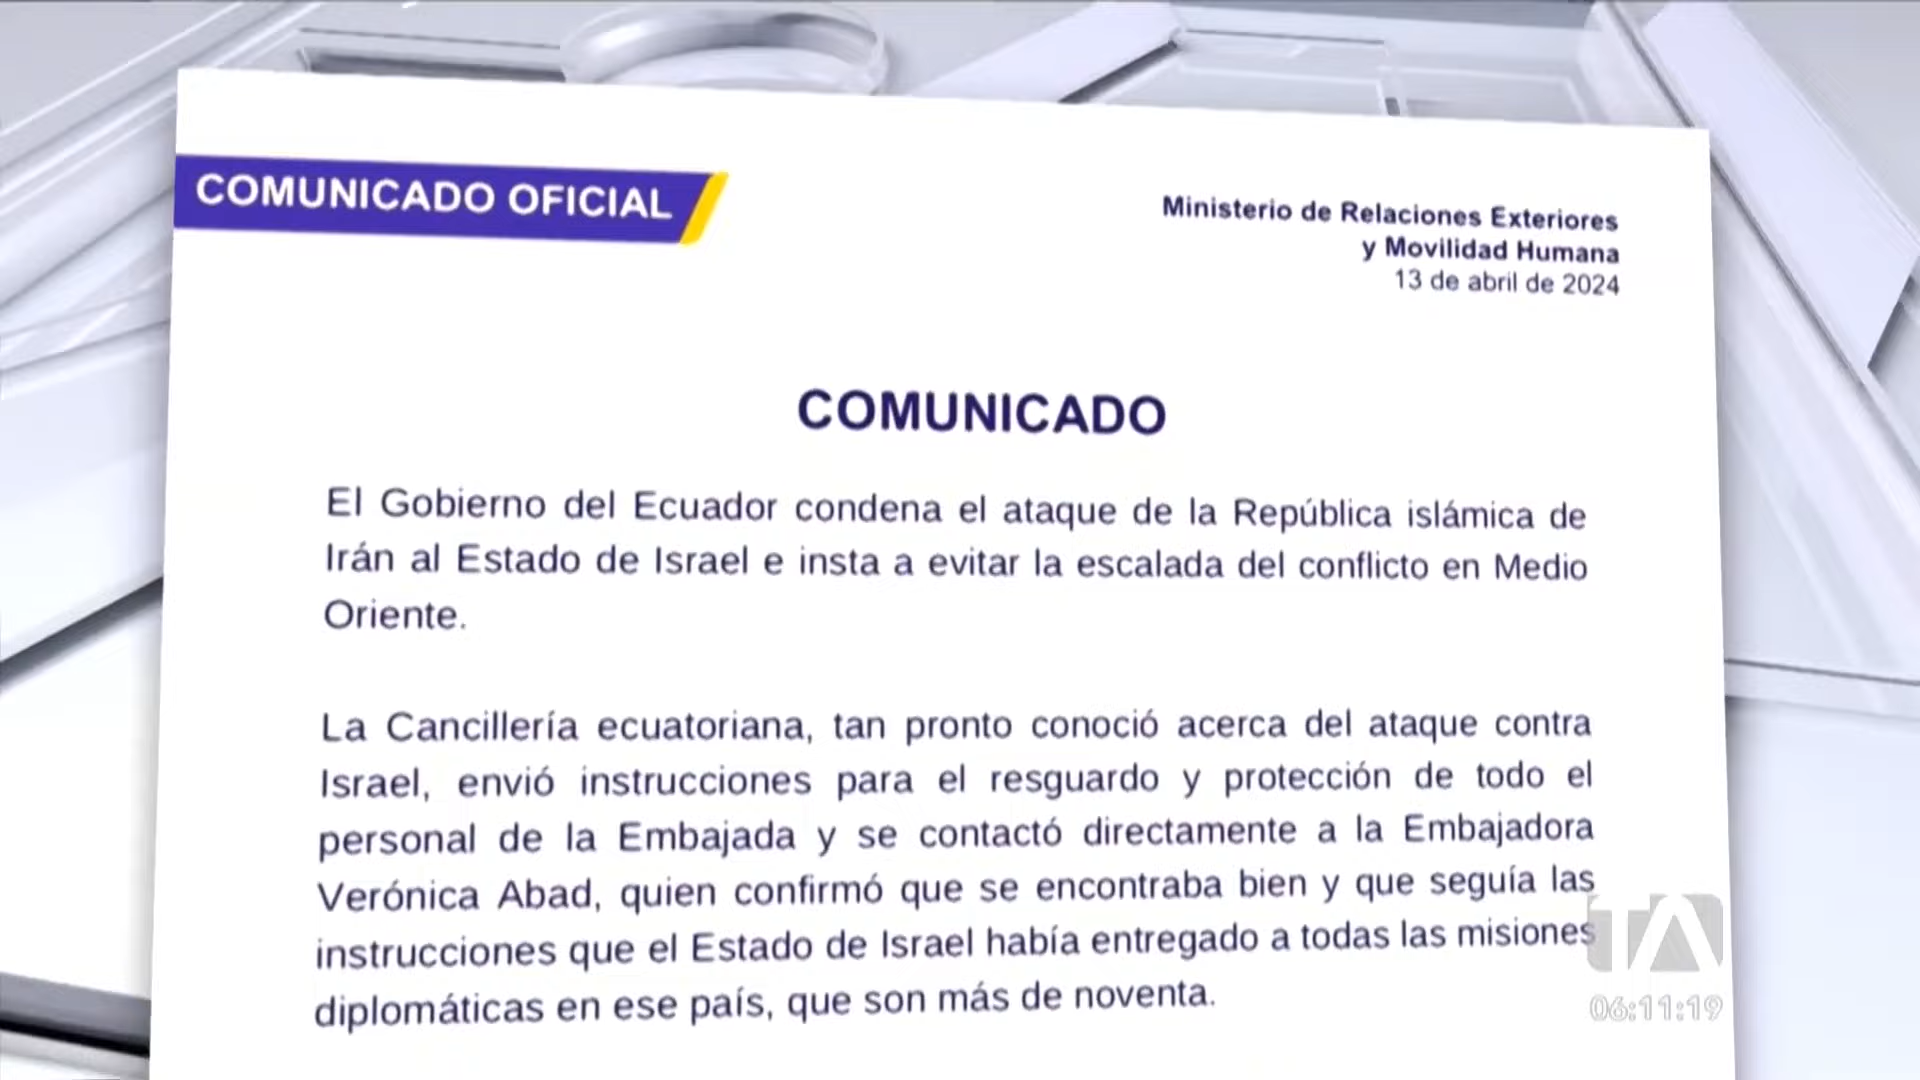 COMUNICADO OFICIAL
Ministerio de Relaciones Exteriores
y Movilidad Humana
13 de abril de 2024
COMUNICADO
El Gobierno del Ecuador condena el ataque de la República islámica de
Irán al Estado de Israel e insta a evitar la escalada del conflicto en Medio
Oriente.
La Cancillería ecuatoriana, tan pronto conoció acerca del ataque contra
Israel, envió instrucciones para el resguardo y protección de todo el
personal de la Embajada y se contactó directamente a la Embajadora
Verónica Abad, quien confirmó que se encontraba bien y que seguía las
instrucciones que el Estado de Israel había entregado a todas las misiones
diplomáticas en ese país, que son más de noventa.
TA
06:11:19